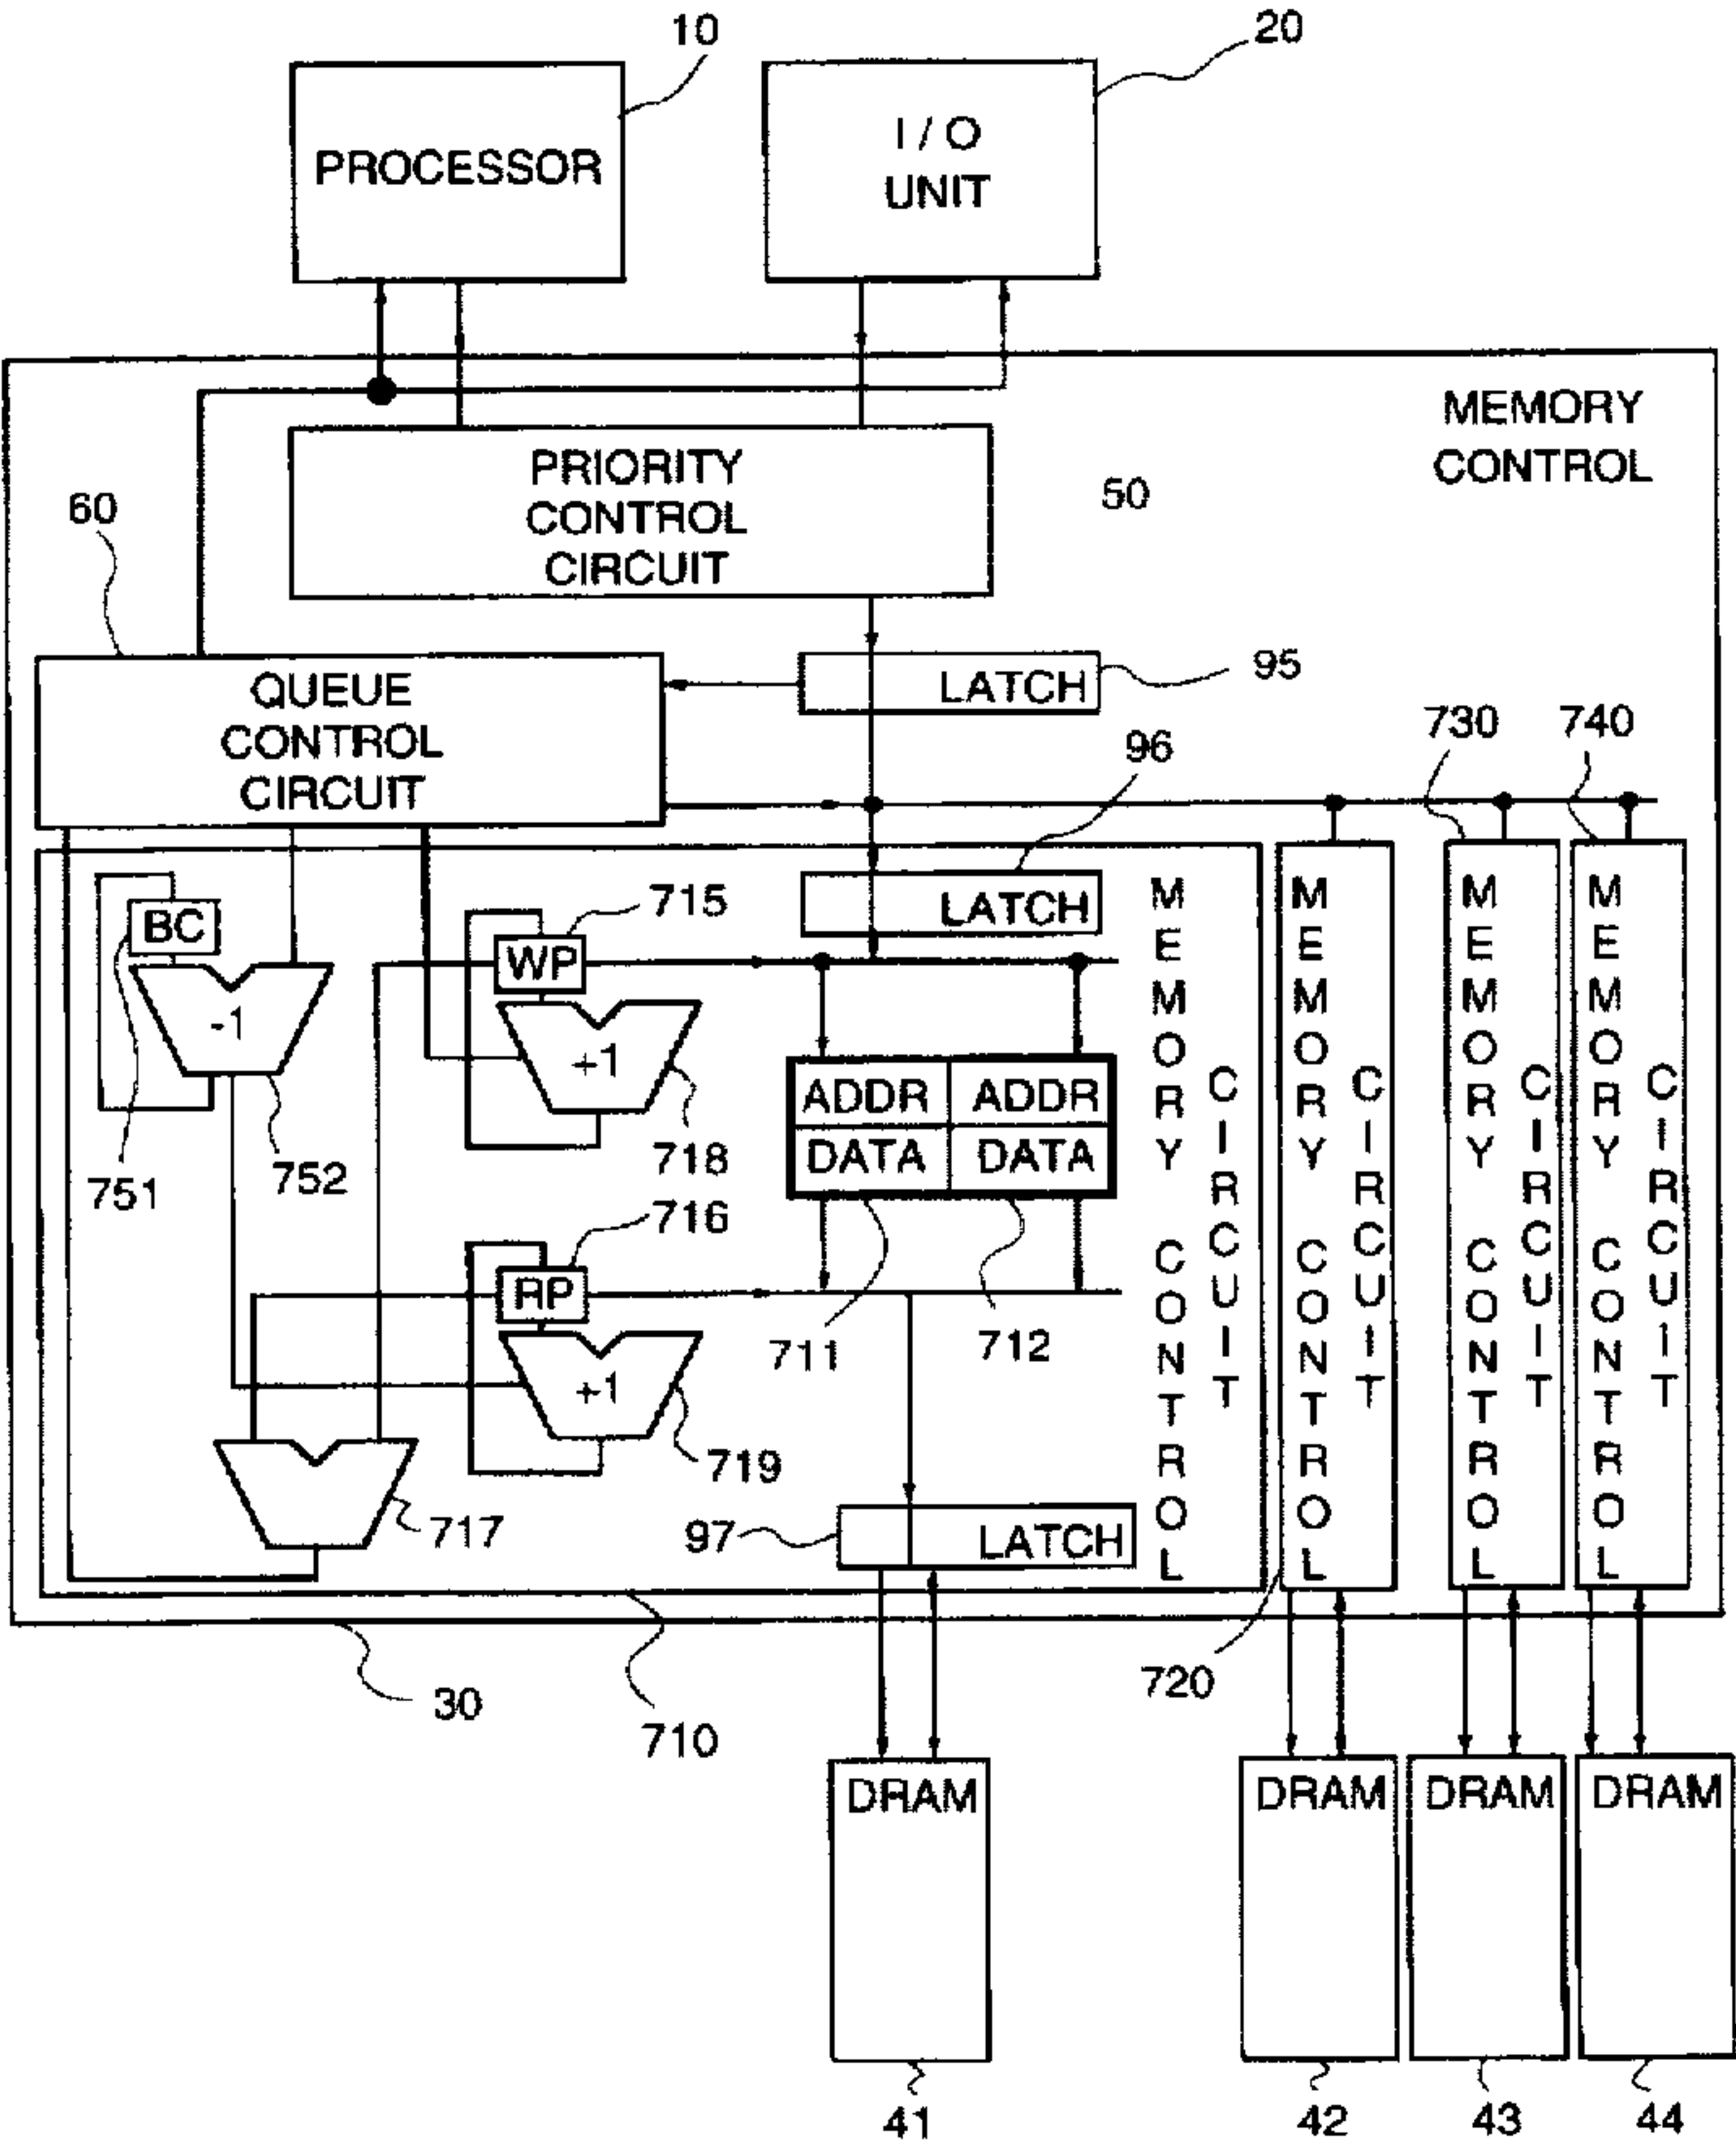 10
20
PROCESSOR
I / O
UNIT
MEMORY
CONTROL
PRIORITY
CONTROL
CIRCUIT
50
60
QUEUE
CONTROL
CIRCUIT
LATCH
95
96
730
740
BC
715
WP
LATCH
-1
+1
718
751
752
ADDR
ADDR
DATA
DATA
716
RP
711
712
+1
719
717
97
LATCH
MEMORY CONTROL
CIRCUIT
MEMORY CONTROL
CIRCUIT
MEMORY CONTROL
CIRCUIT
MEMORY CONTROL
CIRCUIT
30
710
720
DRAM
DRAM
DRAM
DRAM
41
42
43
44